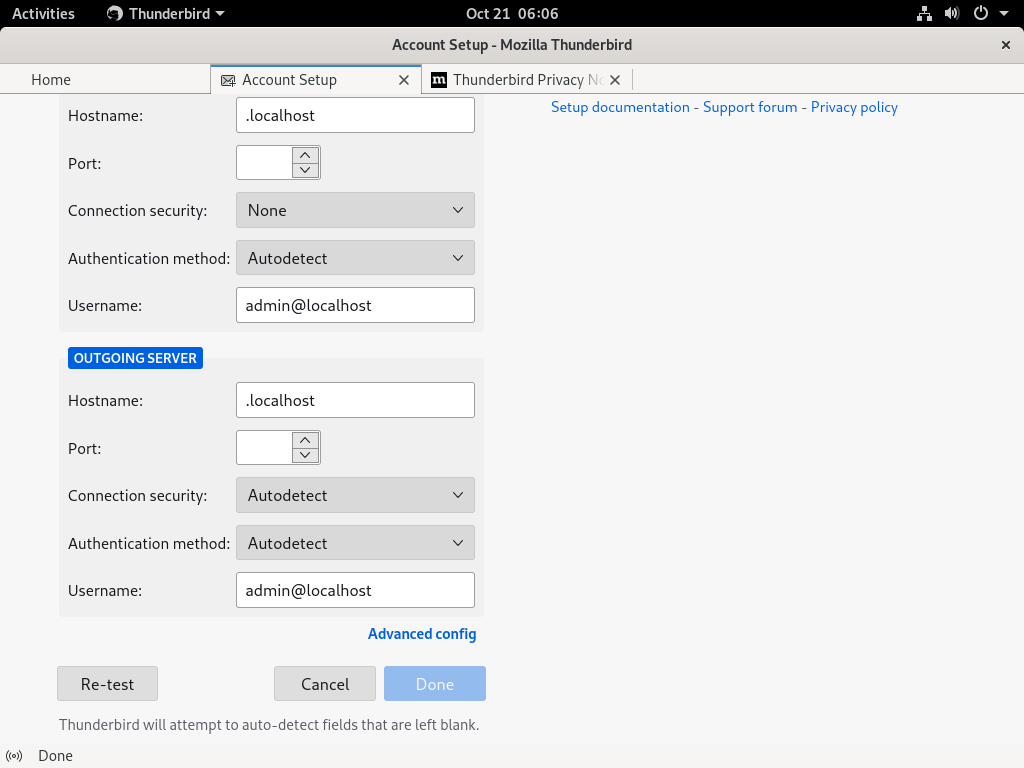 Activities
Thunderbird
Oct 21 06:06
Account Setup - Mozilla Thunderbird
Home
Account Setup
Thunderbird Privacy No
Hostname:
.localhost
Setup documentation - Support forum - Privacy policy
Port:
Connection security:
None
Authentication method:
Autodetect
Username:
admin@localhost
OUTGOING SERVER
Hostname:
.localhost
Port:
Connection security:
Autodetect
Authentication method:
Autodetect
Username:
admin@localhost
Advanced config
Re-test
Cancel
Done
Thunderbird will attempt to auto-detect fields that are left blank.
Done